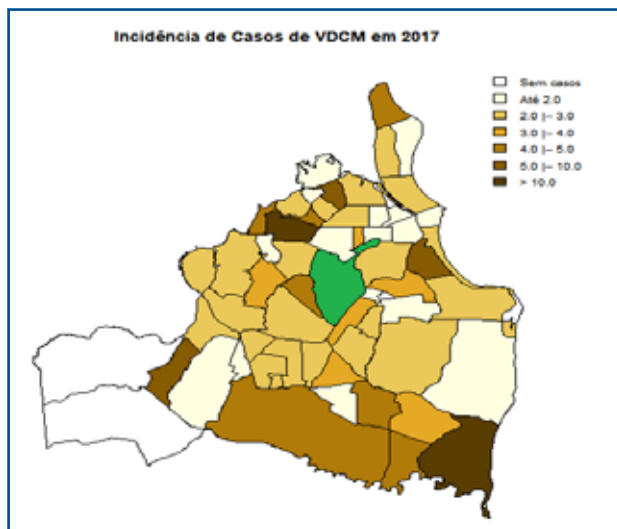 Incidência de Casos de VDCM em 2017
Sem casos
Até 2.0
2.0 |-- 3.0
3.0 |-- 4.0
4.0 |-- 5.0
5.0 |-- 10.0
> 10.0